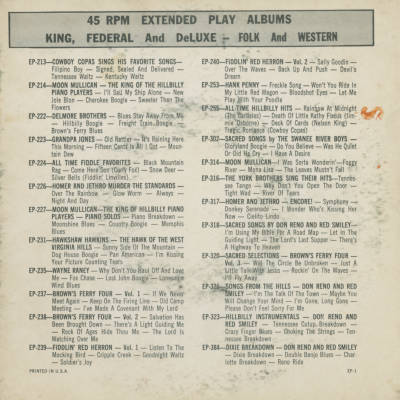 45 RPM EXTENDED PLAY ALBUMS
KING, FEDERAL And DeLUXE - FOLK And WESTERN
EP-213—COWBOY COPAS SINGS HIS FAVORITE SONGS—
Filipino Boy — Signed, Sealed And Delivered —
Tennessee Waltz — Kentucky Waltz
EP-214—MOON MULLICAN — THE KING OF THE HILLBILLY
PIANO PLAYERS — I'll Sail My Ship Alone — New
Jole Blon — Cherokee Boogie — Sweeter Than The
Flowers
EP-222—DELMORE BROTHERS — Blues Stay Away From Me
— Hillbilly Boogie — Freight Train Boogie —
Brown's Ferry Blues
EP-225—GRANDPA JONES — Old Rattler — It's Raining Here
This Morning — Fifteen Cents Is All I Got — Moun-
tain Dew
EP-226—ALL TIME FIDDLE FAVORITES — Black Mountain
Rag — Come Here Son (Curly Fox) — Snow Deer —
Silver Bells (Fiddlin' Linville)
EP-226—HOMER AND JETHRO MURDER THE STANDARDS —
Over The Rainbow — Glow Worm — Always —
Night And Day
EP-227—MOON MULLICAN—THE KING OF HILLBILLY PIANO
PLAYERS — PIANO SOLOS — Piano Breakdown —
Moonshine Blues — Country Boogie — Memphis
Blues
EP-231—HAWKSHAW HAWKINS — THE HAWK OF THE WEST
VIRGINIA HILLS — Sunny Side Of The Mountain —
Dog House Boogie — Pan American — I'm Kissing
Your Picture Counting Tears
EP-235—WAYNE RANEY — Why Don't You Haul Off And Love
Me — Fox Chase — Lost John Boogie — Lonesome
Wind Blues
EP-237—BROWN'S FERRY FOUR — Vol. 1 — If We Never
Meet Again — Keep On The Firing Line — Old Camp
Meeting — I've Made A Covenant With My Lord
EP-238—BROWN'S FERRY FOUR — Vol. 2 — Salvation Has
Been Brought Down — There's A Light Guiding Me
— Rock Of Ages Hide Thou Me — The Lord Is
Watching Over Me
EP-239—FIDDLIN' RED HERRON — Vol. 1 — Listen To The
Mocking Bird — Cripple Creek — Goodnight Waltz
— Soldier's Joy
PRINTED IN U.S.A.
EP-240—FIDDLIN' RED HERRON — Vol. 2 — Sally Goodin —
Over The Waves — Back Up And Push — Devil's
Dream
EP-253—HANK PENNY — Freckle Song — Won't You Ride In
My Little Red Wagon — Bloodshot Eyes — Let Me
Play With Your Poodle
EP-255—ALL-TIME HILLBILLY HITS — Rainbow At Midnight
(The Carlisles) — Death Of Little Kathy Fiscus (Jim-
mie Osborne) — Deck Of Cards (Nelson King) —
Tragic Romance (Cowboy Copas)
EP-302—SACRED SONGS BY THE SWANEE RIVER BOYS —
Gloryland Boogie — Do You Believe — Was He Quiet
Or Did He Cry — I Have A Desire
EP-314—MOON MULLICAN — I Was Sorta Wonderin'— Foggy
River — Mona Lisa — The Leaves Mustn't Fall
EP-316—THE YORK BROTHERS SING THEIR HITS — Tennes-
see Tango — Why Don't You Open The Door —
Tight Wad — River Of Tears
EP-317—HOMER AND JETHRO — ENCORE! — Symphony —
Donkey Serenade — I Wonder Who's Kissing Her
Now — Cielito Lindo
EP-318—SACRED SONGS BY DON RENO AND RED SMILEY —
I'm Using My Bible For A Road Map — Let In The
Guiding Light — The Lord's Last Supper — There's
A Highway To Heaven
EP-320—SACRED SELECTIONS — BROWN'S FERRY FOUR —
Vol. 3 — Will The Circle Be Unbroken — Just A
Little Talk With Jesus — Rockin' On The Waves —
I'll Fly Away
SONGS FROM THE HILLS — DON RENO AND RED
SMILEY — I'm The Talk Of The Town — Maybe You
Will Change Your Mind — I'm Gone, Long Gone —
Please Don't Feel Sorry For Me
EP-323—HILLBILLY INSTRUMENTALS — DON RENO AND
RED SMILEY — Tennessee Cutup Breakdown —
Crazy Finger Blues — Choking The Strings — Ten-
nessee Breakdown
EP-384—DIXIE BREAKDOWN — DON RENO AND RED SMILEY
— Dixie Breakdown — Double Banjo Blues — Char-
lotte Breakdown — Reno Ride
EP-1